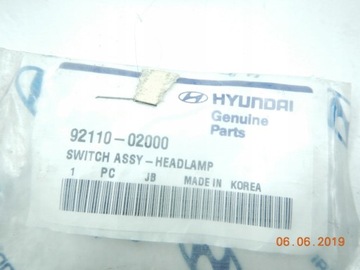 HYUNDAI
Genuine
Parts
92110-02000
SWITCH ASSY-HEADLAMP
1 PC JB MADE IN KOREA
06.06.2019